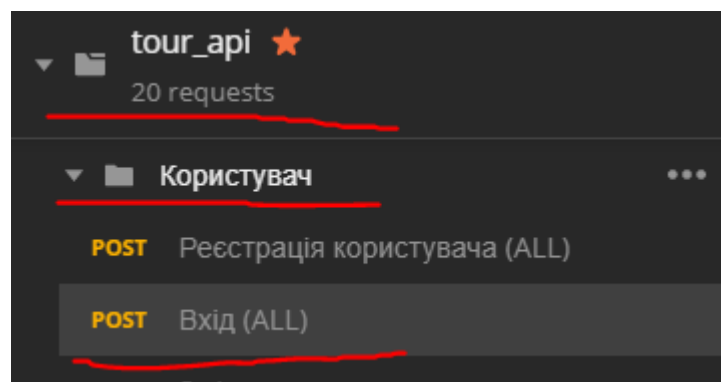 tour_api
20 requests
Користувач
POST Реєстрація користувача (ALL)
POST Вхід (ALL)